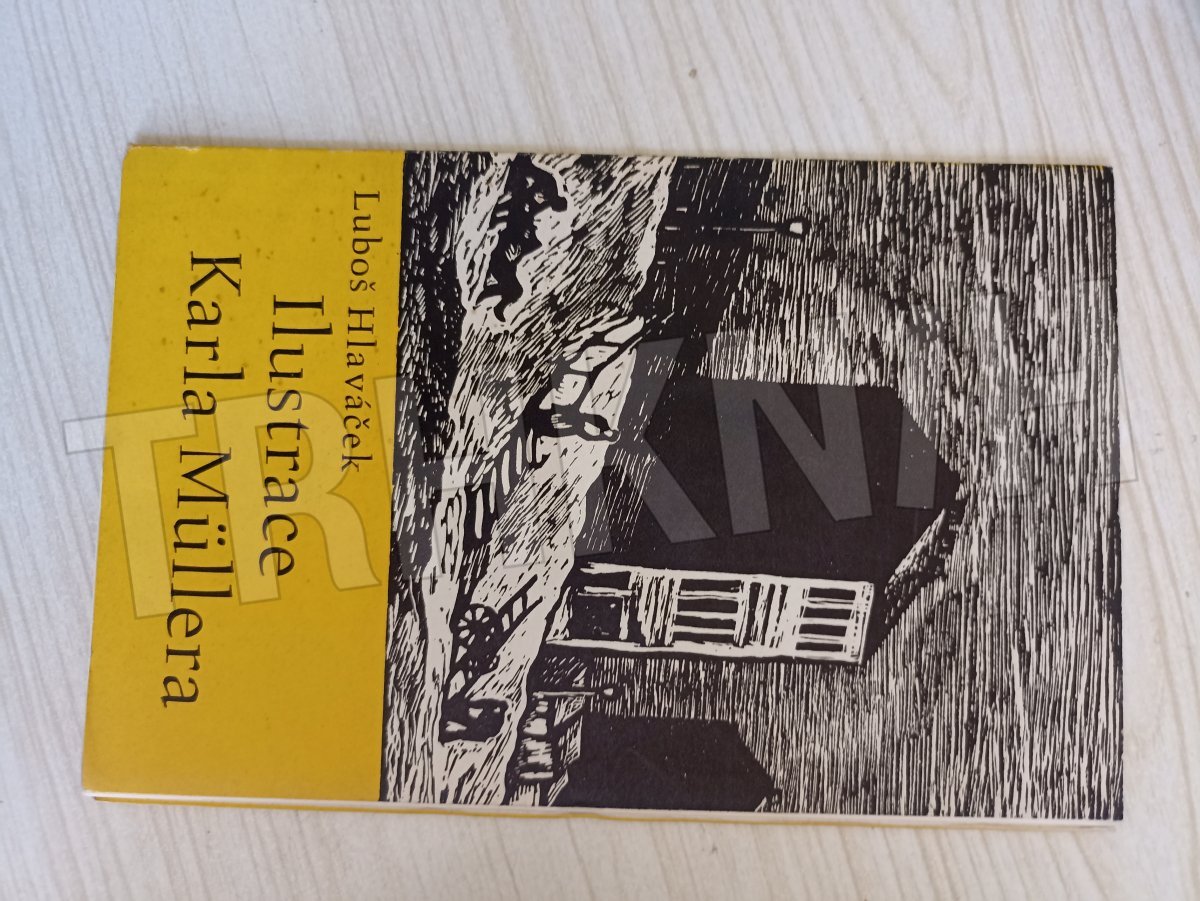 Luboš Hlaváček
Ilustrace
Karla Müllera